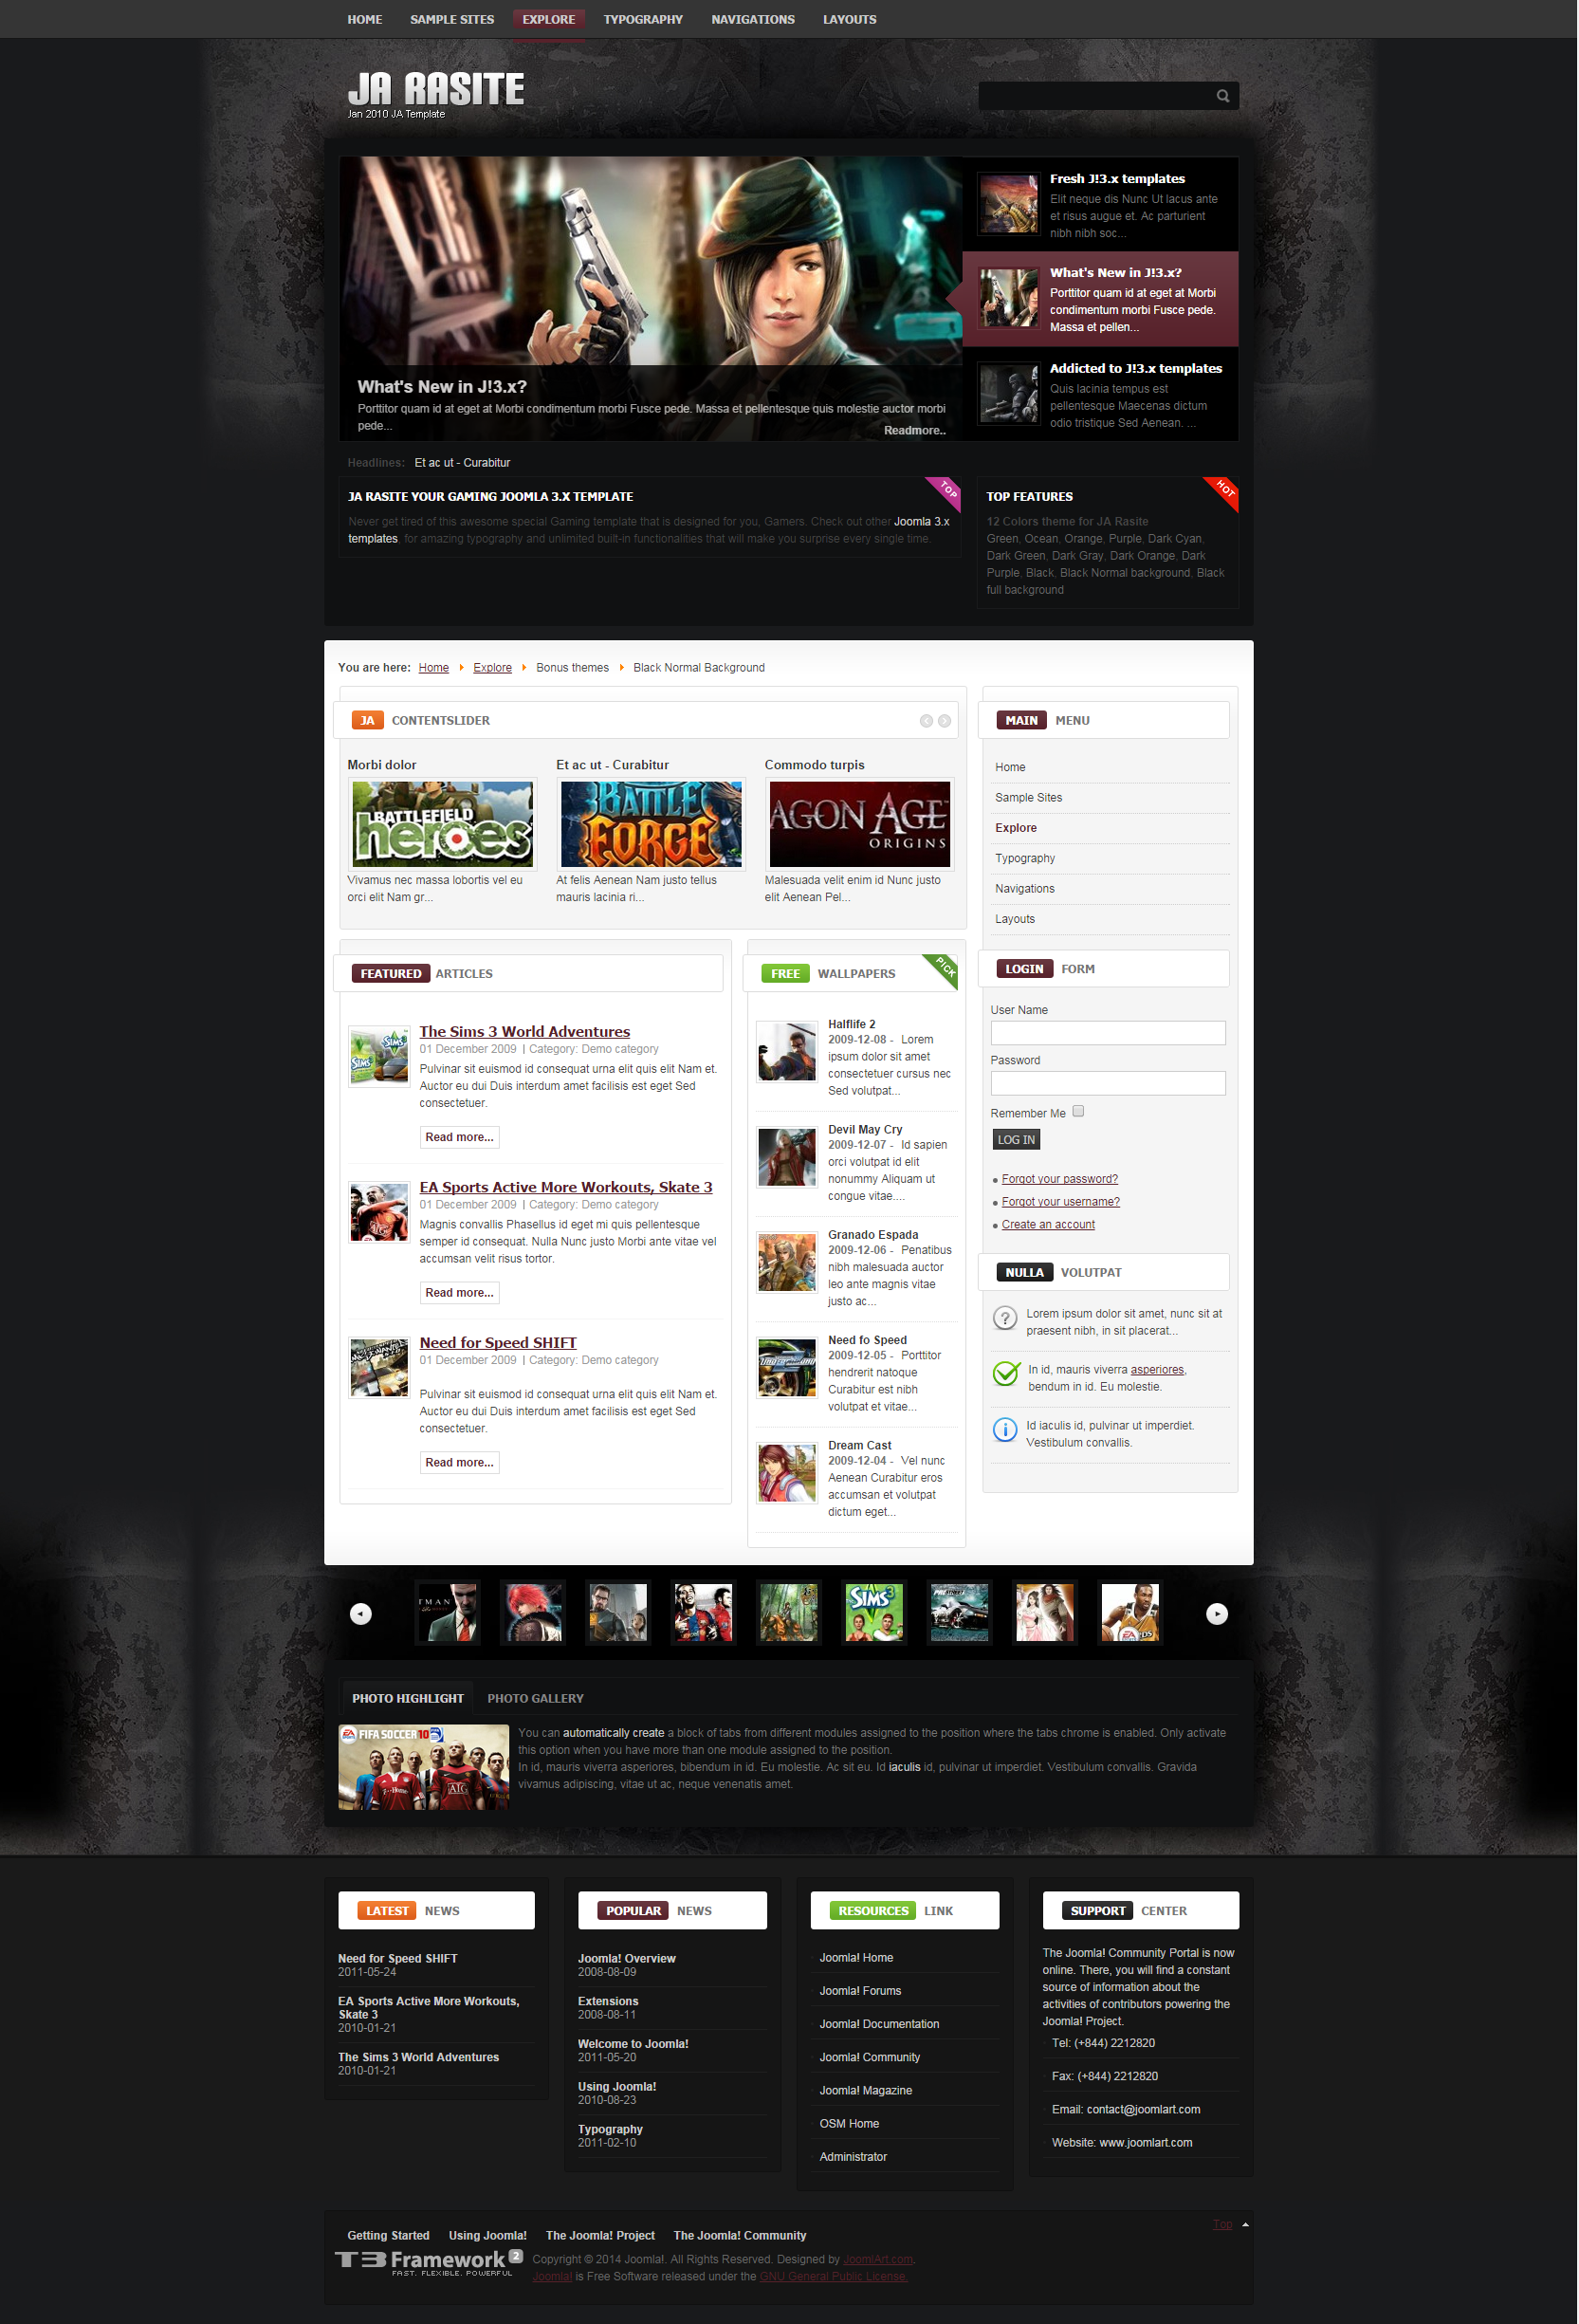 HOME SAMPLE SITES EXPLORE TYPOGRAPHY NAVIGATIONS LAYOUTS
JA RASITE
Jan 2010 JA Template
Fresh J!3.x templates
Elit neque dis Nunc Ut lacus ante
et risus augue et. Ac parturient
nibh nibh soc...
What's New in J!3.x?
Porttitor quam id at eget at Morbi
condimentum morbi Fusce pede.
Massa et pellen...
Addicted to J!3.x templates
Quis lacinia tempus est
pellentesque Maecenas dictum
odio tristique Sed Aenean. ...
What's New in J!3.x?
Porttitor quam id at eget at Morbi condimentum morbi Fusce pede. Massa et pellentesque quis molestie auctor morbi
pede...
Readmore..
Headlines: Et ac ut - Curabitur
JA RASITE YOUR GAMING JOOMLA 3.X TEMPLATE
TOP
Never get tired of this awesome special Gaming template that is designed for you, Gamers. Check out other Joomla 3.x
templates, for amazing typography and unlimited built-in functionalities that will make you surprise every single time.
TOP FEATURES
HOT
12 Colors theme for JA Rasite
Green, Ocean, Orange, Purple, Dark Cyan,
Dark Green, Dark Gray, Dark Orange, Dark
Purple, Black, Black Normal background, Black
full background
You are here: Home Explore Bonus themes Black Normal Background
JA CONTENTSLIDER
Morbi dolor
BATTLEFIELD
heroes
Vivamus nec massa lobortis vel eu
orci elit Nam gr...
Et ac ut - Curabitur
BATTLE
FORGE
At felis Aenean Nam justo tellus
mauris lacinia ri...
Commodo turpis
AGON AGE
ORIGINS
Malesuada velit enim id Nunc justo
elit Aenean Pel...
FEATURED ARTICLES
The Sims 3 World Adventures
01 December 2009 | Category: Demo category
Pulvinar sit euismod id consequat urna elit quis elit Nam et.
Auctor eu dui Duis interdum amet facilisis est eget Sed
consectetuer.
Read more...
EA Sports Active More Workouts, Skate 3
01 December 2009 | Category: Demo category
Magnis convallis Phasellus id eget mi quis pellentesque
semper id consequat. Nulla Nunc justo Morbi ante vitae vel
accumsan velit risus tortor.
Read more...
Need for Speed SHIFT
01 December 2009 | Category: Demo category
Pulvinar sit euismod id consequat urna elit quis elit Nam et.
Auctor eu dui Duis interdum amet facilisis est eget Sed
consectetuer.
Read more...
FREE WALLPAPERS
PICK
Halflife 2
2009-12-08 - Lorem
ipsum dolor sit amet
consectetuer cursus nec
Sed volutpat...
Devil May Cry
2009-12-07 - Id sapien
orci volutpat id elit
nonummy Aliquam ut
congue vitae....
Granado Espada
2009-12-06 - Penatibus
nibh malesuada auctor
leo ante magnis vitae
justo ac...
Need fo Speed
2009-12-05 - Porttitor
hendrerit natoque
Curabitur est nibh
volutpat et vitae...
Dream Cast
2009-12-04 - Vel nunc
Aenean Curabitur eros
accumsan et volutpat
dictum eget...
MAIN MENU
Home
Sample Sites
Explore
Typography
Navigations
Layouts
LOGIN FORM
User Name
Password
Remember Me
LOG IN
Forgot your password?
Forgot your username?
Create an account
NULLA VOLUTPAT
Lorem ipsum dolor sit amet, nunc sit at
praesent nibh, in sit placerat...
In id, mauris viverra asperiores,
bendum in id. Eu molestie.
Id iaculis id, pulvinar ut imperdiet.
Vestibulum convallis.
TMAN
SIMS 3
EA
PHOTO HIGHLIGHT PHOTO GALLERY
FIFA SOCCER 10
AIG
You can automatically create a block of tabs from different modules assigned to the position where the tabs chrome is enabled. Only activate
this option when you have more than one module assigned to the position.
In id, mauris viverra asperiores, bibendum in id. Eu molestie. Ac sit eu. Id iaculis id, pulvinar ut imperdiet. Vestibulum convallis. Gravida
vivamus adipiscing, vitae ut ac, neque venenatis amet.
LATEST NEWS
Need for Speed SHIFT
2011-05-24
EA Sports Active More Workouts,
Skate 3
2010-01-21
The Sims 3 World Adventures
2010-01-21
POPULAR NEWS
Joomla! Overview
2008-08-09
Extensions
2008-08-11
Welcome to Joomla!
2011-05-20
Using Joomla!
2010-08-23
Typography
2011-02-10
RESOURCES LINK
Joomla! Home
Joomla! Forums
Joomla! Documentation
Joomla! Community
Joomla! Magazine
OSM Home
Administrator
SUPPORT CENTER
The Joomla! Community Portal is now
online. There, you will find a constant
source of information about the
activities of contributors powering the
Joomla! Project.
Tel: (+844) 2212820
Fax: (+844) 2212820
Email: contact@joomlart.com
Website: www.joomlart.com
Top
Getting Started Using Joomla! The Joomla! Project The Joomla! Community
T3 Framework 2
FAST. FLEXIBLE. POWERFUL
Copyright © 2014 Joomla!. All Rights Reserved. Designed by JoomlArt.com.
Joomla! is Free Software released under the GNU General Public License.